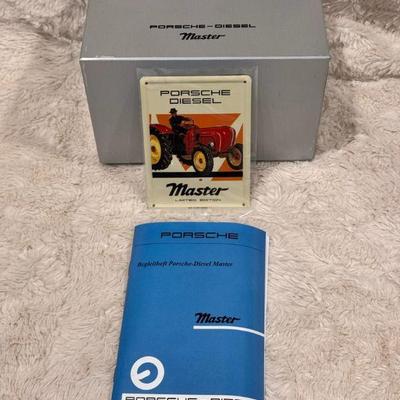 PORSCHE-DIESEL
Master
PORSCHE
DIESEL
Master
LIMITED EDITION
PORSCHE
Begleitheft Porsche-Diesel Master
Master